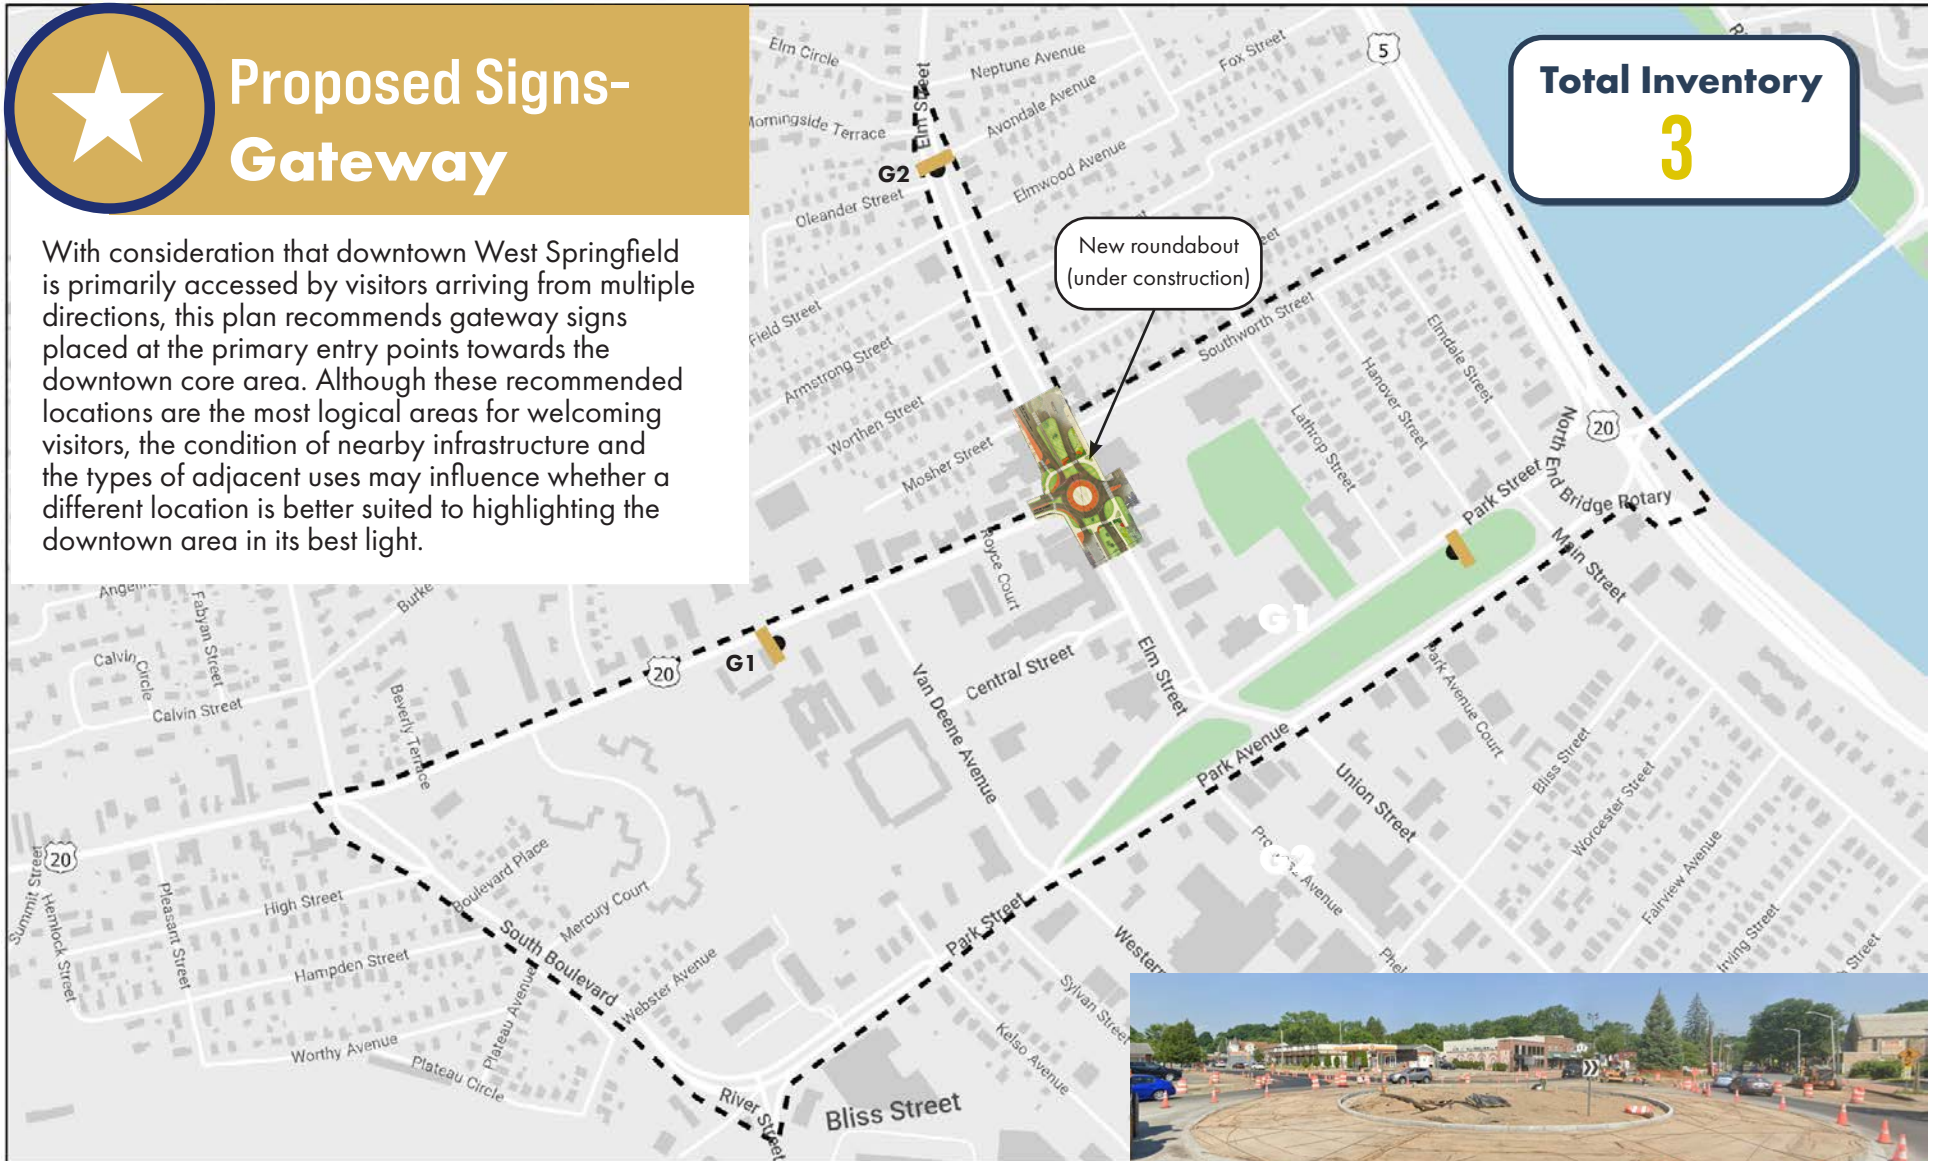 Proposed Signs-
Gateway
With consideration that downtown West Springfield
is primarily accessed by visitors arriving from multiple
directions, this plan recommends gateway signs
placed at the primary entry points towards the
downtown core area. Although these recommended
locations are the most logical areas for welcoming
visitors, the condition of nearby infrastructure and
the types of adjacent uses may influence whether a
different location is better suited to highlighting the
downtown area in its best light.
Total Inventory
3
New roundabout
(under construction)
5
Elm Circle
Elm Street
Neptune Avenue
Fox Street
Avondale Avenue
Morningside Terrace
G2
Elmwood Avenue
Oleander Street
Field Street
Armstrong Street
Southworth Street
Worthen Street
Mosher Street
Elmdale Street
Hanover Street
Lathrop Street
20
North End Bridge Rotary
Park Street
Main Street
Royce Court
G1
Burke
Fabyan Street
Calvin Circle
Calvin Street
20
G1
Central Street
Elm Street
Van Deene Avenue
Park Avenue Court
Beverly Terrace
Park Avenue
Union Street
Bliss Street
Worcester Street
20
Summit Street
Hemlock Street
Pleasant Street
High Street
Boulevard Place
Mercury Court
G2
Avenue
Fairview Avenue
Irving Street
Street
Hampden Street
South Boulevard
Park Street
Western
Phel
Webster Avenue
Sylvan Street
Plateau Avenue
Worthy Avenue
Plateau Circle
Kelso Avenue
River Street
Bliss Street